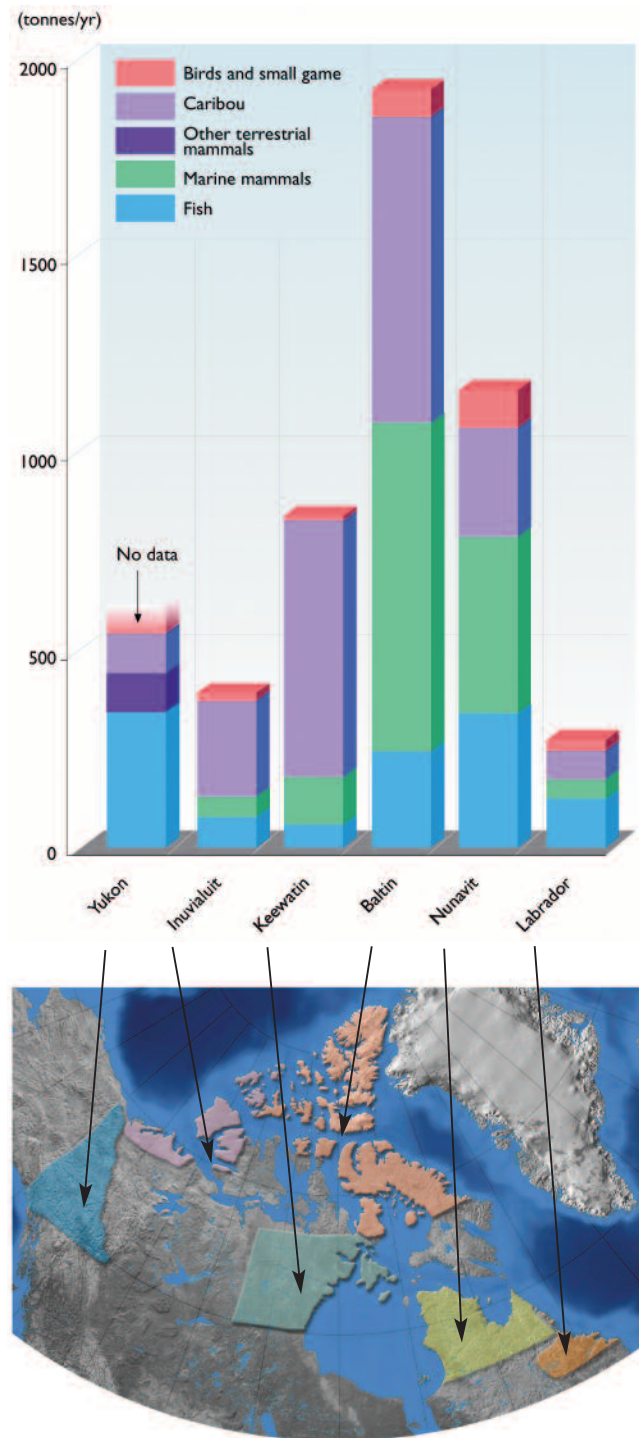 (tonnes/yr)
2000
Birds and small game
Caribou
Other terrestrial
mammals
Marine mammals
Fish
1500
1000
No data
500
0
Yukon
Inuvialuit
Keewatin
Baltin
Nunavit
Labrador